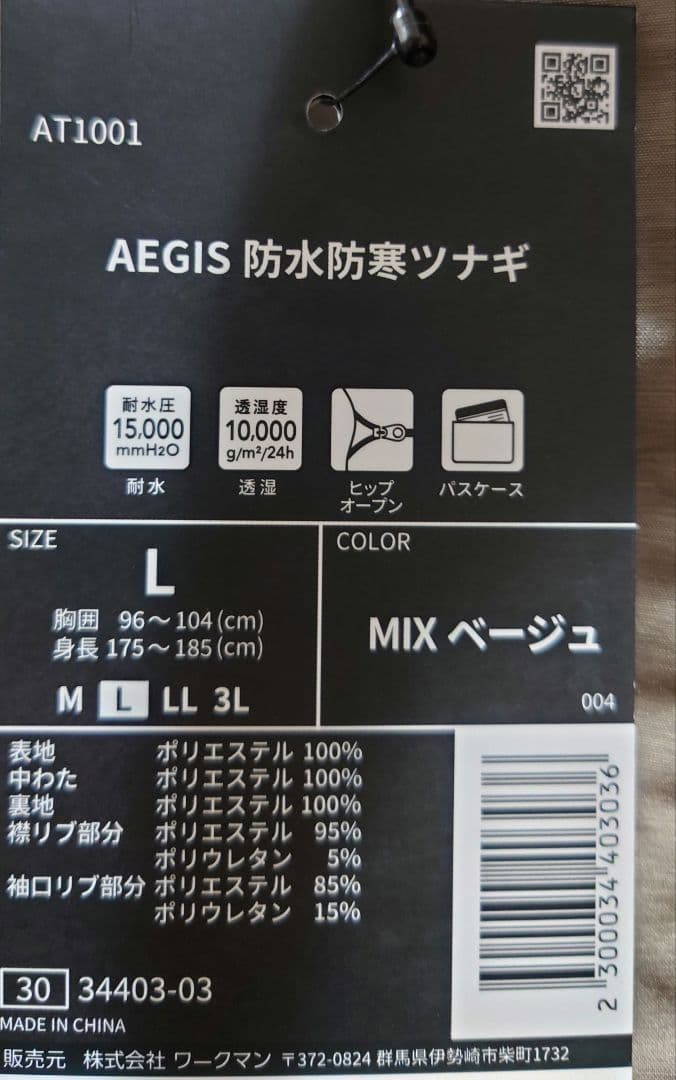 AT1001
AEGIS 防水防寒ツナギ
耐水圧
15,000
mmH2O
耐水
透湿度
10,000
g/m²/24h
透湿
ヒップ
オープン
パスケース
SIZE
L
胸囲 96～104(cm)
身長 175～185(cm)
M L LL 3L
COLOR
MIX ベージュ
004
表地 ポリエステル 100%
中わた ポリエステル 100%
裏地 ポリエステル 100%
襟リブ部分 ポリエステル 95%
ポリウレタン 5%
袖口リブ部分 ポリエステル 85%
ポリウレタン 15%
2 300034 403036
30 34403-03
MADE IN CHINA
販売元 株式会社 ワークマン 〒372-0824 群馬県伊勢崎市柴町1732